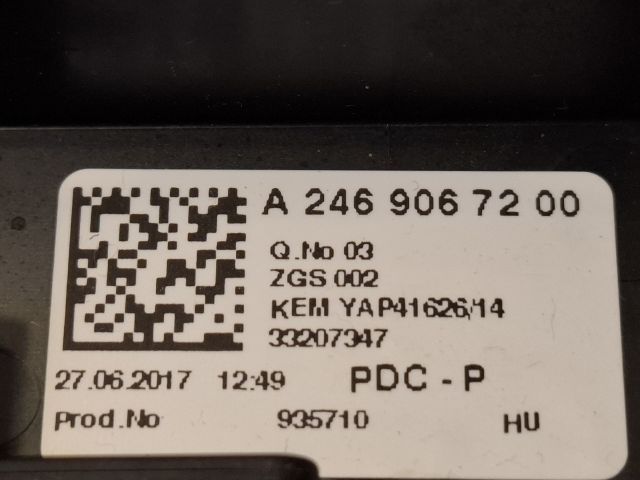 A 246 906 72 00
Q.No 03
ZGS 002
KEM YAP41626/14
33207347
27.06.2017 12:49 PDC - P
Prod.No 935710 HU